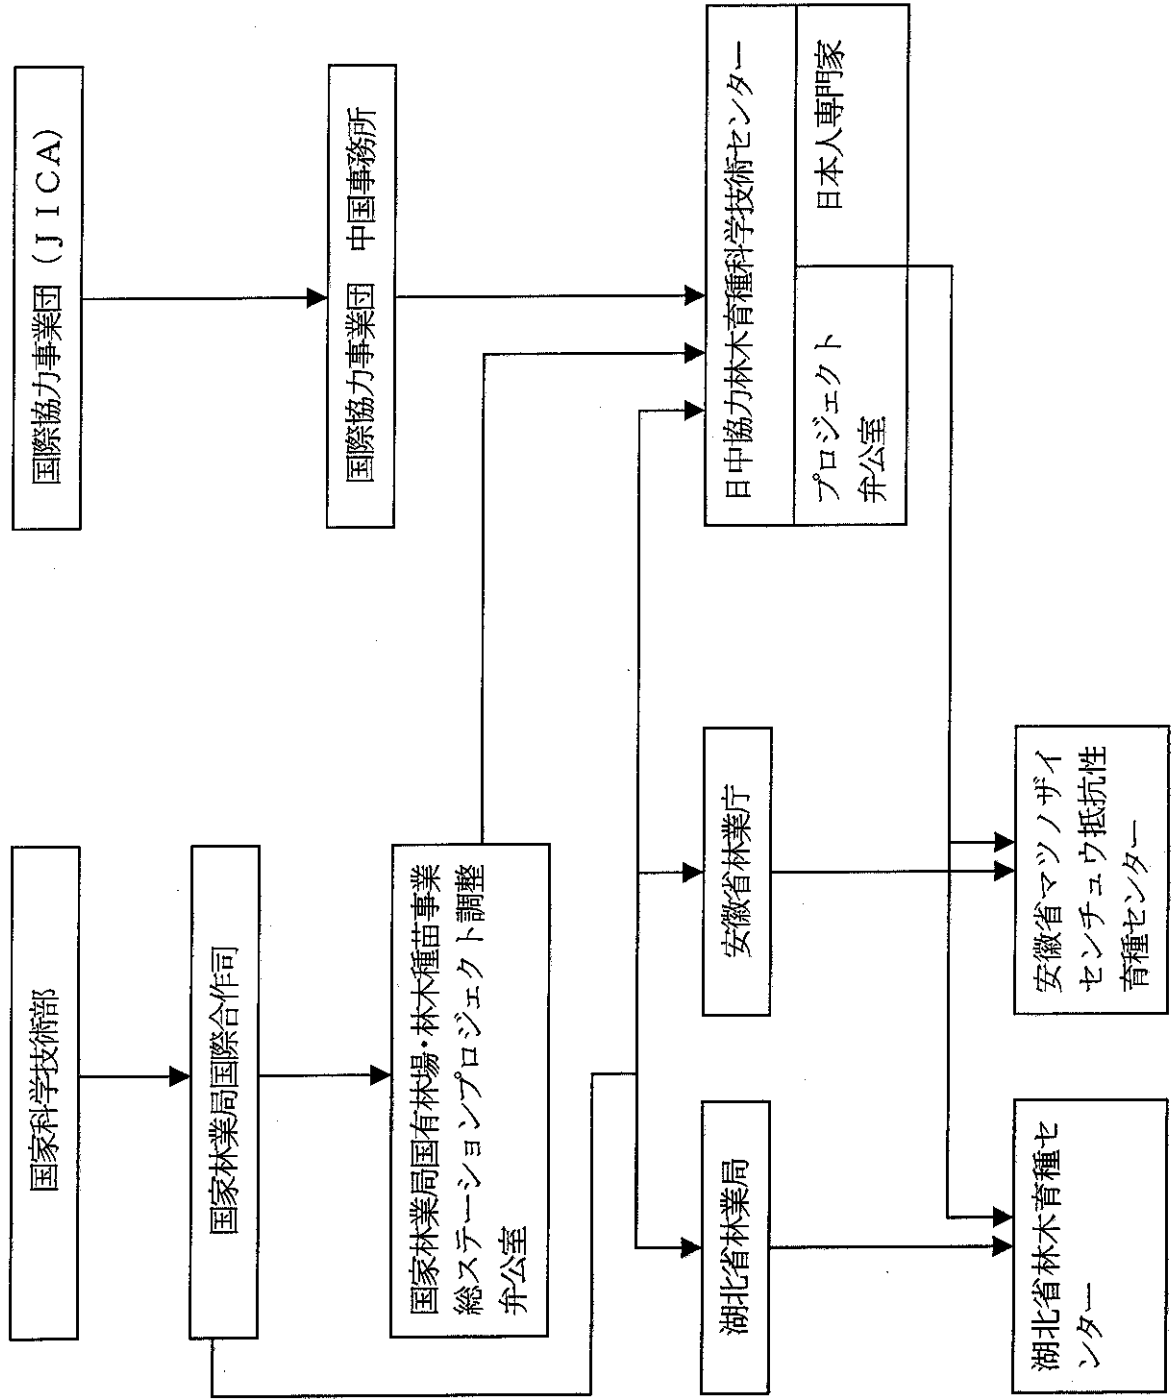 国家科学技術部
国際協力事業団（ＪＩＣＡ）
国家林業局国際合作司
国際協力事業団　中国事務所
国家林業局国有林場・林木種苗事業
総ステーションプロジェクト調整
弁公室
湖北省林業局
安徽省林業庁
日中協力林木育種科学技術センター
プロジェクト
弁公室
日本人専門家
湖北省林木育種セ
ンター
安徽省マツノザイ
センチュウ抵抗性
育種センター